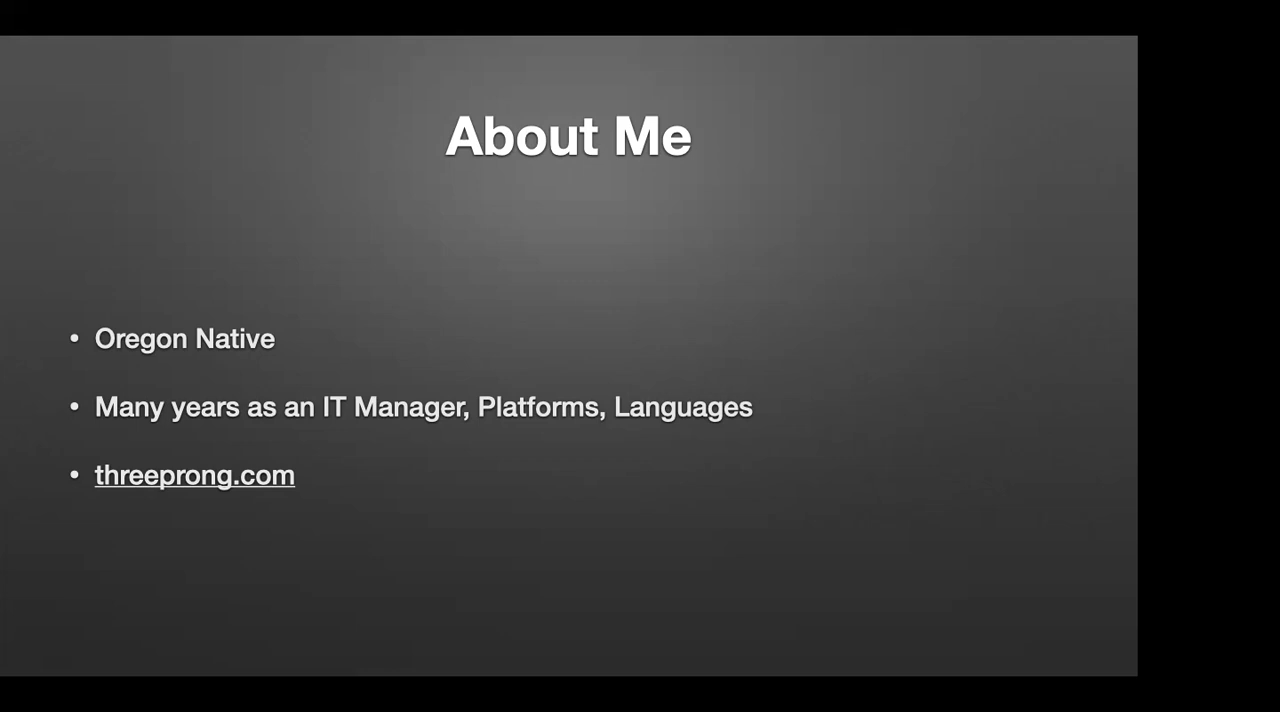 About Me
• Oregon Native
• Many years as an IT Manager, Platforms, Languages
• threeprong.com